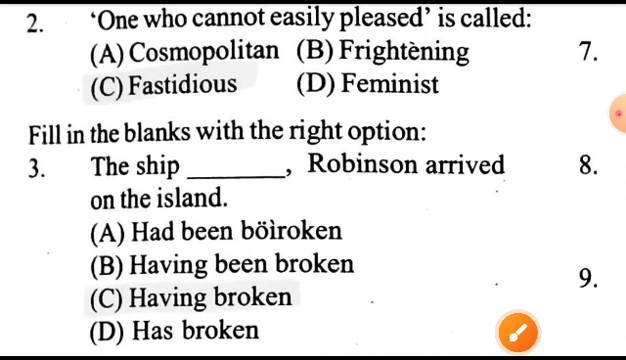 2. ‘One who cannot easily pleased’ is called:
(A) Cosmopolitan (B) Frightèning
7.
(C) Fastidious (D) Feminist
Fill in the blanks with the right option:
3. The ship ________, Robinson arrived
8.
on the island.
(A) Had been böìroken
(B) Having been broken
9.
(C) Having broken
(D) Has broken